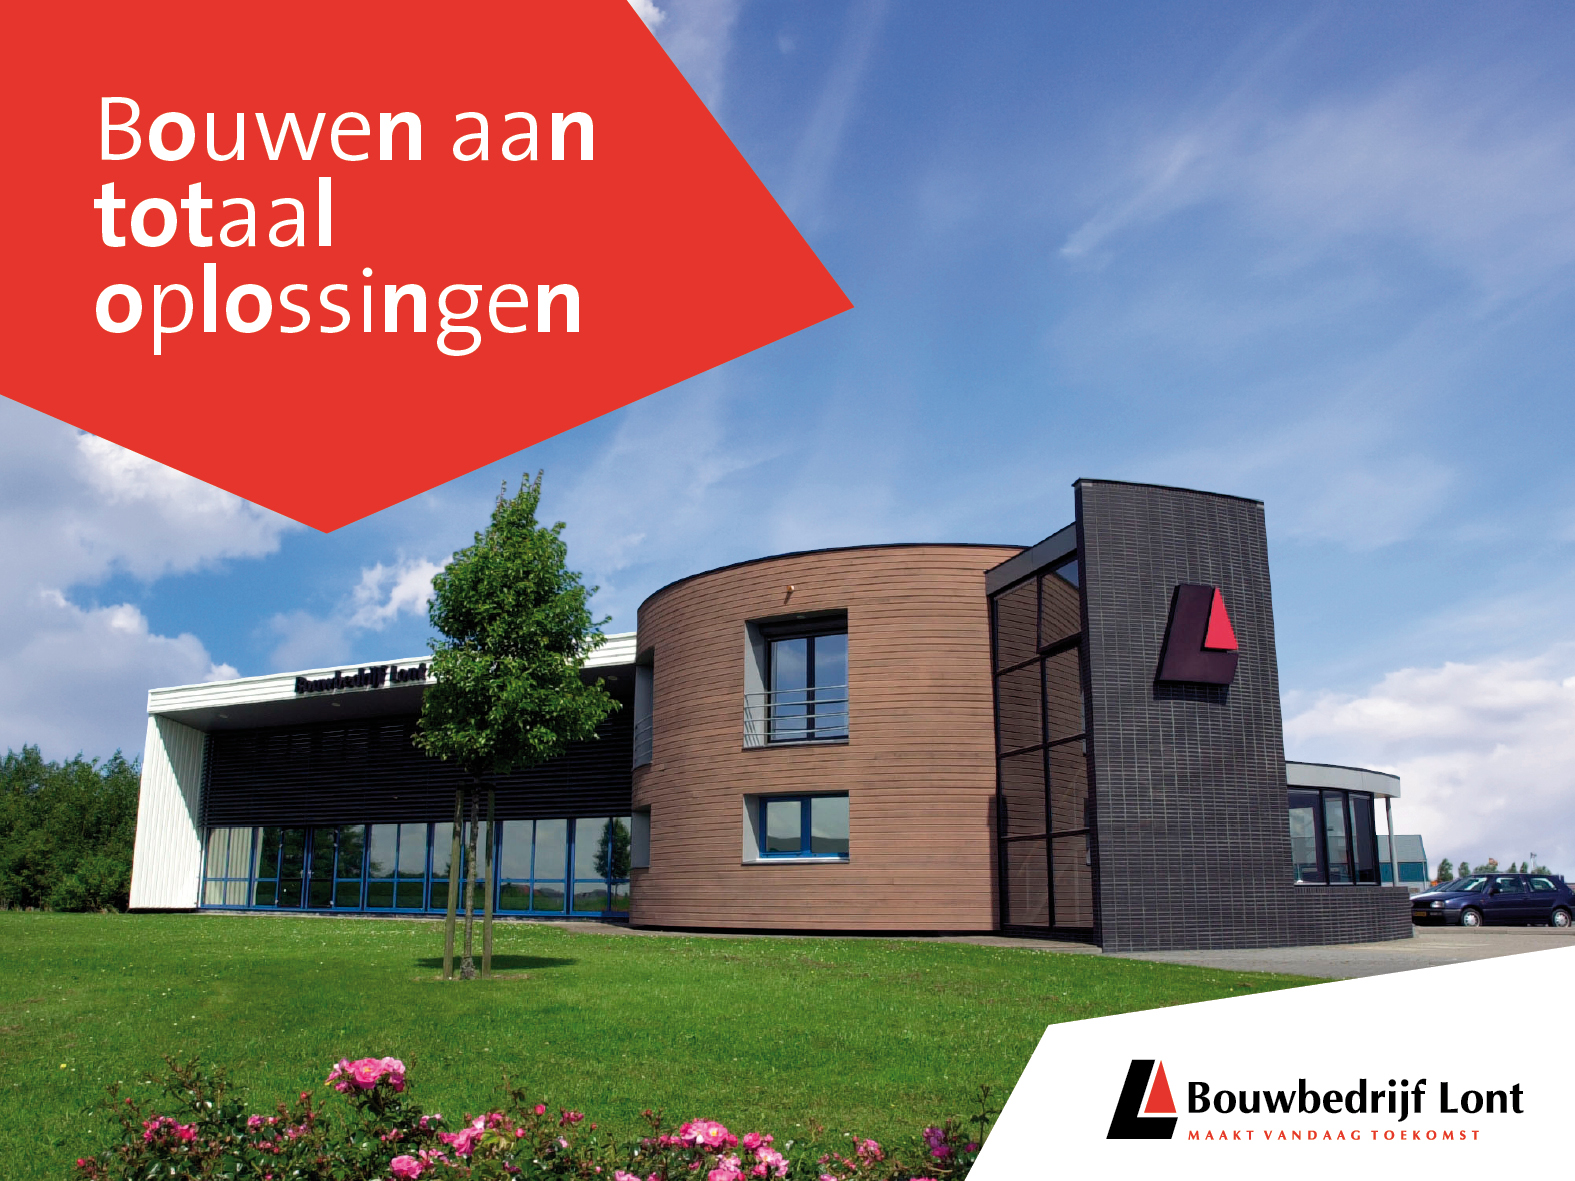 Bouwen aan
totaal
oplossingen
Bouwbedrijf Lont
Bouwbedrijf Lont
MAAKT VANDAAG TOEKOMST